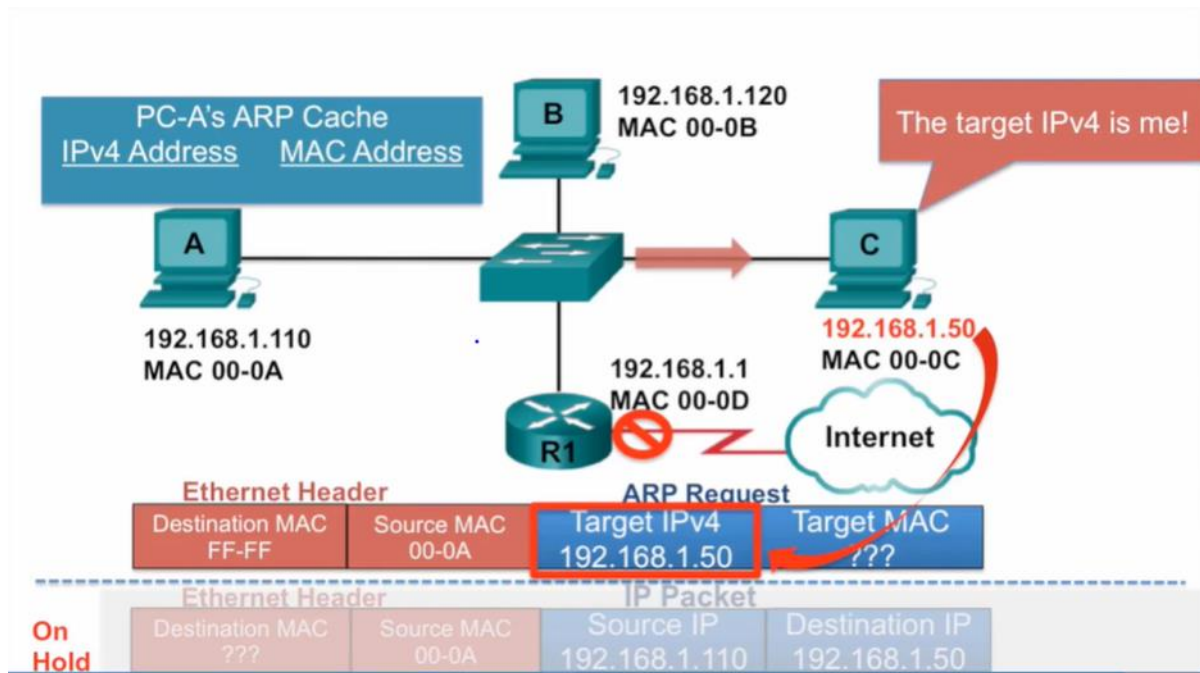 PC-A's ARP Cache
IPv4 Address MAC Address
B
192.168.1.120
MAC 00-0B
The target IPv4 is me!
A
192.168.1.110
MAC 00-0A
C
192.168.1.50
MAC 00-0C
192.168.1.1
MAC 00-0D
R1
Internet
Ethernet Header ARP Request
Destination MAC Source MAC Target IPv4 Target MAC
FF-FF 00-0A 192.168.1.50 ???
Ethernet Header IP Packet
On
Hold
Destination MAC Source MAC Source IP Destination IP
??? 00-0A 192.168.1.110 192.168.1.50